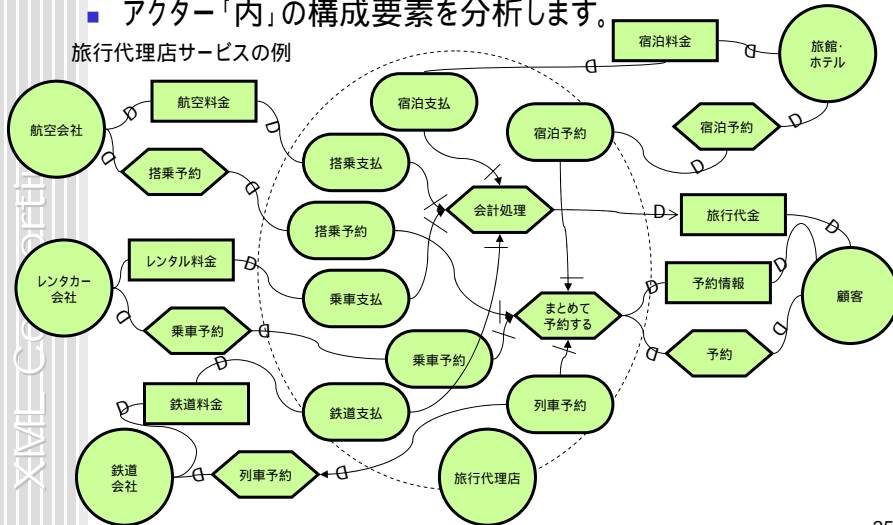 アクター「内」の構成要素を分析します。
旅行代理店サービスの例
宿泊料金
旅館・
ホテル
D
D
航空会社
航空料金
D
D
宿泊支払
宿泊予約
宿泊予約
D
D
搭乗予約
D
D
搭乗支払
会計処理
搭乗予約
D
旅行代金
D
レンタカー
会社
レンタル料金
D
乗車支払
予約情報
D
D
顧客
まとめて
予約する
乗車予約
D
D
乗車予約
予約
D
D
鉄道料金
D
D
鉄道支払
列車予約
鉄道
会社
列車予約
D
D
旅行代理店
XML Consorti
25